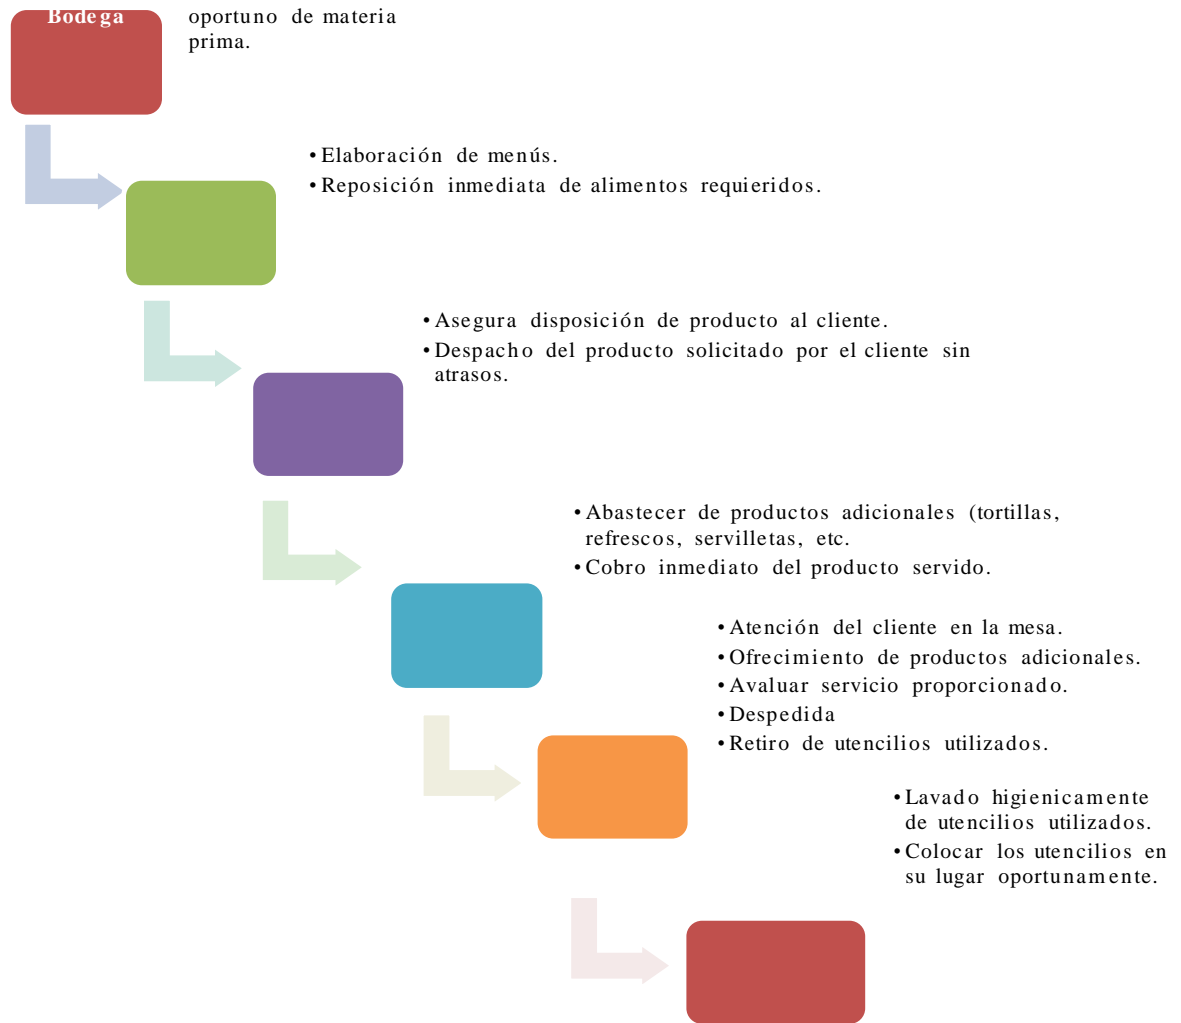 Bodega
oportuno de materia
prima.
• Elaboración de menús.
• Reposición inmediata de alimentos requieridos.
• Asegura disposición de producto al cliente.
• Despacho del producto solicitado por el cliente sin
atrasos.
• Abastecer de productos adicionales (tortillas,
refrescos, servilletas, etc.
• Cobro inmediato del producto servido.
• Atención del cliente en la mesa.
• Ofrecimiento de productos adicionales.
• Avaluar servicio proporcionado.
• Despedida
• Retiro de utencilios utilizados.
• Lavado higienicamente
de utencilios utilizados.
• Colocar los utencilios en
su lugar oportunamente.